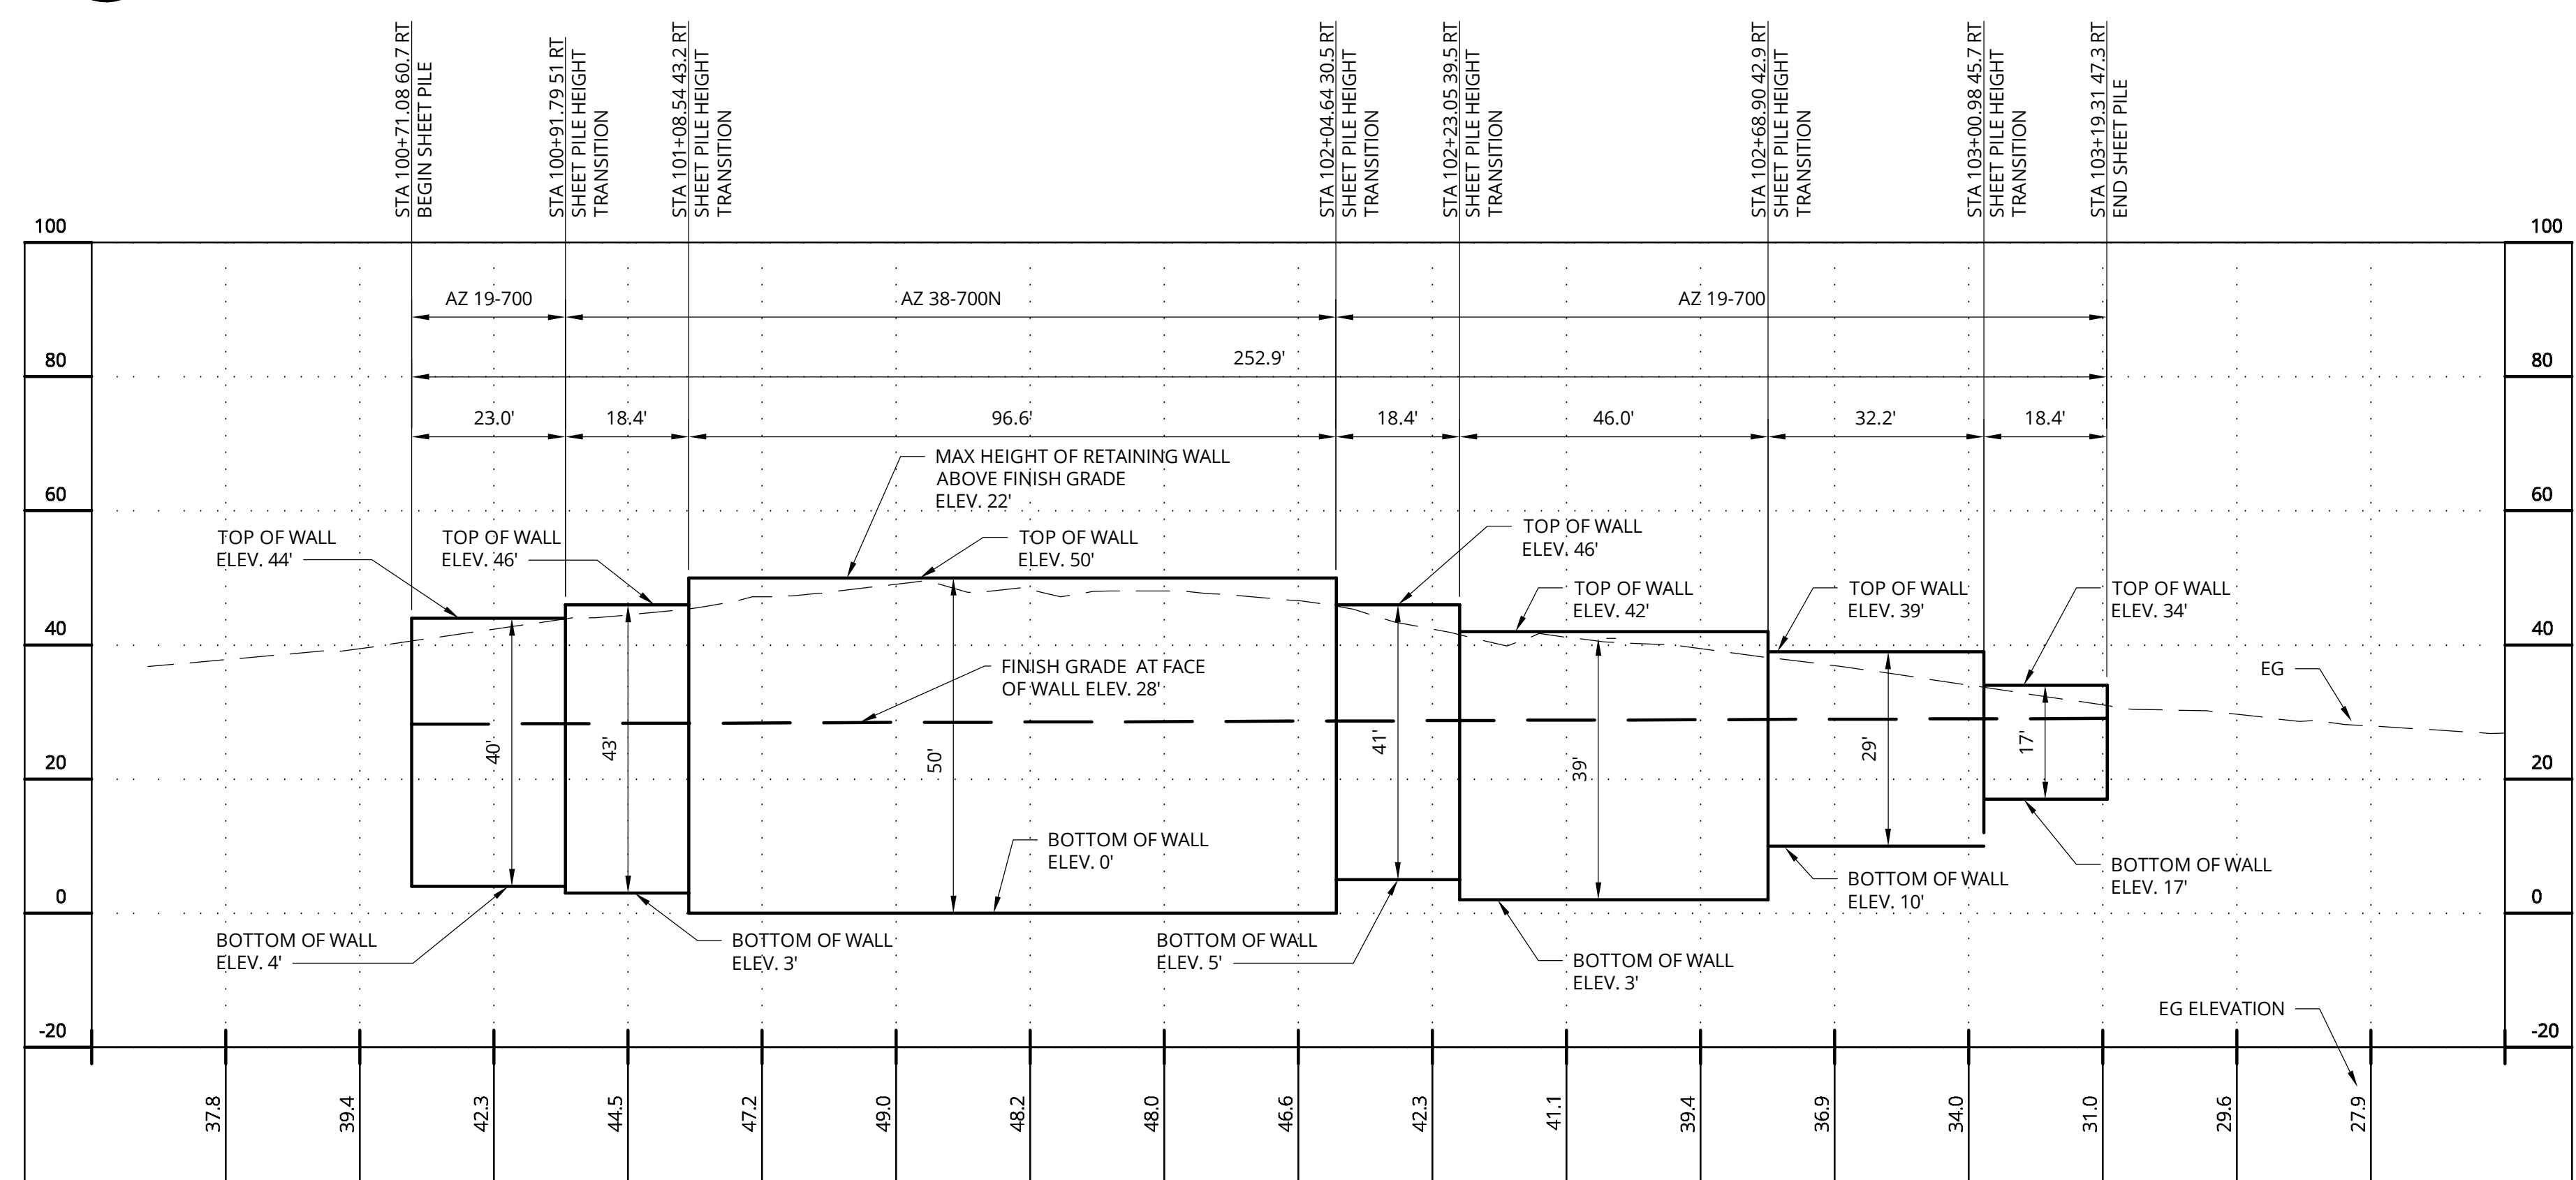 STA 100+71.08 60.7 RT
BEGIN SHEET PILE
STA 100+91.79 51 RT
SHEET PILE HEIGHT
TRANSITION
STA 101+08.54 43.2 RT
SHEET PILE HEIGHT
TRANSITION
STA 102+04.64 30.5 RT
SHEET PILE HEIGHT
TRANSITION
STA 102+23.05 39.5 RT
SHEET PILE HEIGHT
TRANSITION
STA 102+68.90 42.9 RT
SHEET PILE HEIGHT
TRANSITION
STA 103+00.98 45.7 RT
SHEET PILE HEIGHT
TRANSITION
STA 103+19.31 47.3 RT
END SHEET PILE
100
100
AZ 19-700
AZ 38-700N
AZ 19-700
80
252.9'
80
23.0'
18.4'
96.6'
18.4'
46.0'
32.2'
18.4'
MAX HEIGHT OF RETAINING WALL
ABOVE FINISH GRADE
ELEV. 22'
60
60
TOP OF WALL
ELEV. 44'
TOP OF WALL
ELEV. 46'
TOP OF WALL
ELEV. 50'
TOP OF WALL
ELEV. 46'
TOP OF WALL
ELEV. 42'
TOP OF WALL
ELEV. 39'
TOP OF WALL
ELEV. 34'
40
40
FINISH GRADE AT FACE
OF WALL ELEV. 28'
EG
40'
43'
50'
41'
39'
29'
17'
20
20
BOTTOM OF WALL
ELEV. 0'
BOTTOM OF WALL
ELEV. 10'
BOTTOM OF WALL
ELEV. 17'
0
0
BOTTOM OF WALL
ELEV. 4'
BOTTOM OF WALL
ELEV. 3'
BOTTOM OF WALL
ELEV. 5'
BOTTOM OF WALL
ELEV. 3'
EG ELEVATION
-20
-20
37.8
39.4
42.3
44.5
47.2
49.0
48.2
48.0
46.6
42.3
41.1
39.4
36.9
34.0
31.0
29.6
27.9